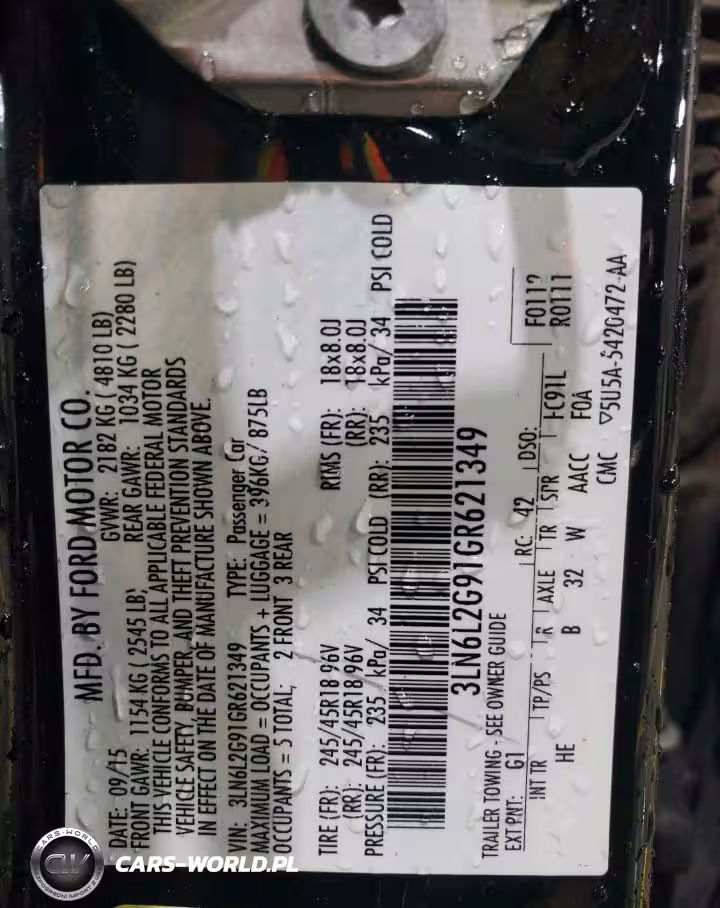 MFD. BY FORD MOTOR CO.
DATE: 09/15 GVWR: 2182 KG ( 4810 LB)
FRONT GAWR: 1154 KG ( 2545 LB; REAR GAWR: 1034 KG ( 2280 LB)
THIS VEHICLE CONFORMS TO ALL APPLICABLE FEDERAL MOTOR
VEHICLE SAFETY, BUMPER, AND THEFT PREVENTION STANDARDS
IN EFFECT ON THE DATE OF MANUFACTURE SHOWN ABOVE.
VIN: 3LN6L2G91GR621349 TYPE: Passenger Car
MAXIMUM LOAD = OCCUPANTS + LUGGAGE = 396KG/ 875LB
OCCUPANTS = 5 TOTAL; 2 FRONT 3 REAR
TIRE (FR): 245/45R18 96V RIMS (FR): 18x8.0J
(RR): 245/45R18 96V (RR): 18x8.0J
PRESSURE (FR): 235 kPa/ 34 PSI COLD (RR): 235 kPa/ 34 PSI COLD
3LN6L2G91GR621349
TRAILER TOWING - SEE OWNER GUIDE
EXT PNT: G1 RC: 42 DSO: F0112
R0111
INT TR TP/PS R AXLE TR SPR FC91L
HE B 32 W AACC F0A
CMC ▽5U5A-5420472-AA
CARS-WORLD
CW
CARS-WORLD.PL